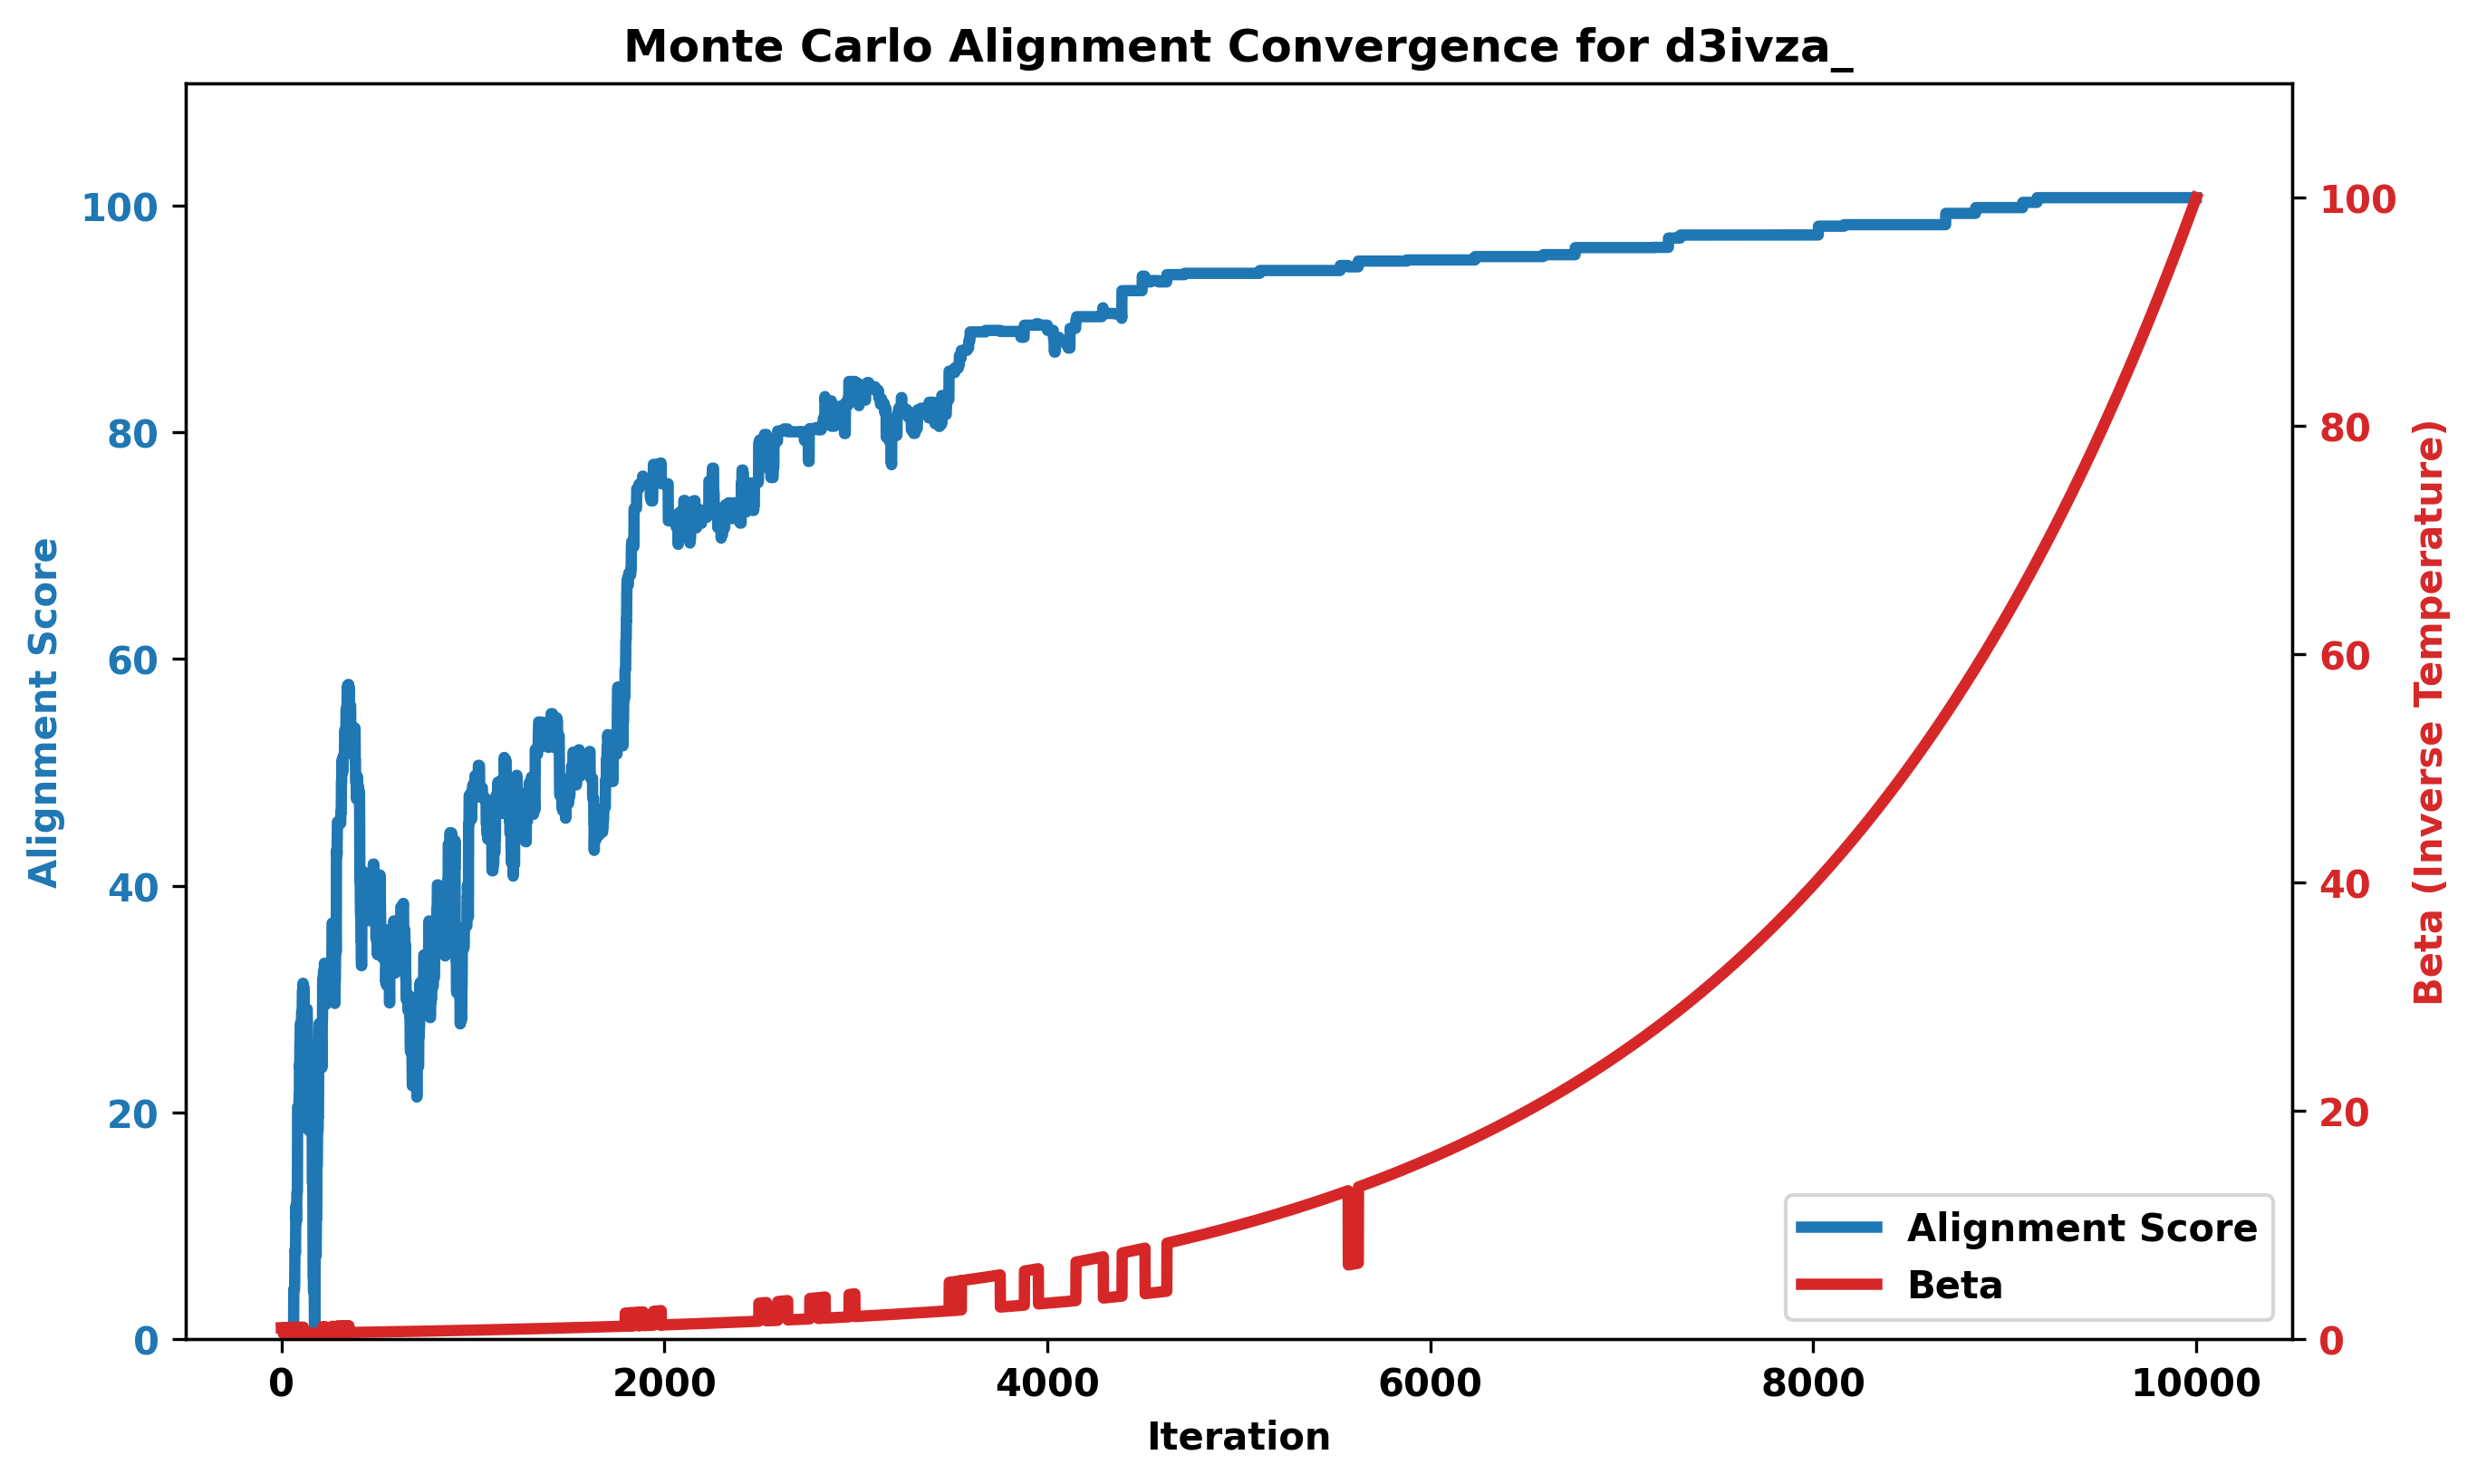 Monte Carlo Alignment Convergence for d3ivza_
Alignment Score
100
80
60
40
20
0
100
80
60
40
20
0
Beta (Inverse Temperature)
Alignment Score
Beta
0 2000 4000 6000 8000 10000
Iteration